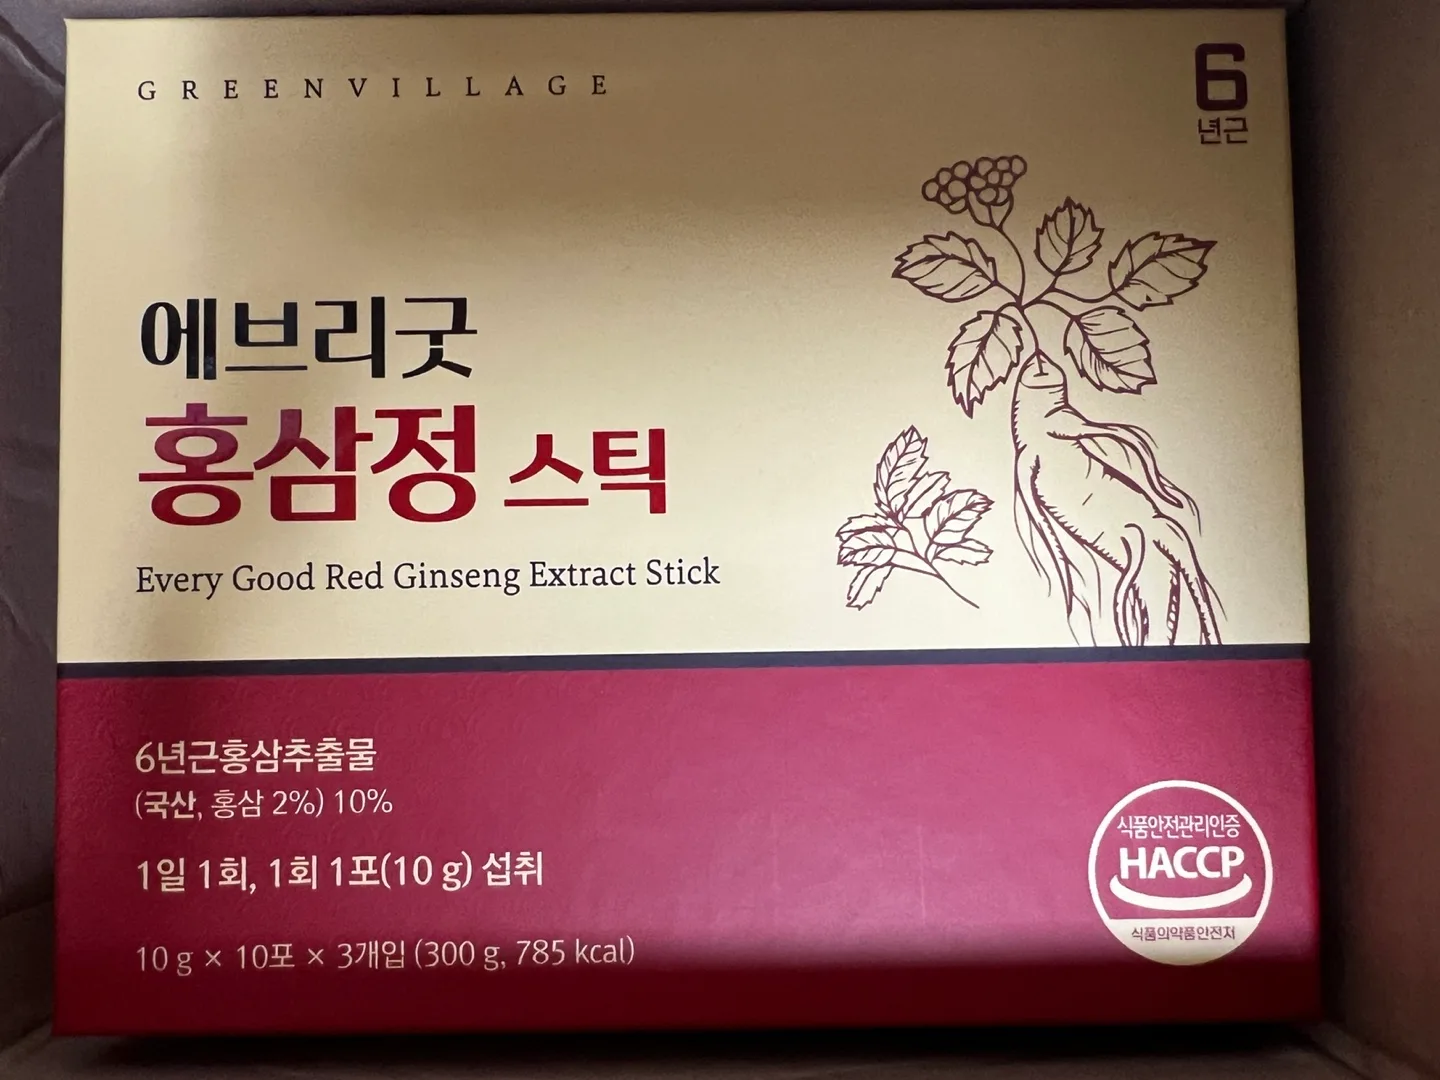 GREENVILLAGE
6
년근
에브리굿
홍삼정 스틱
Every Good Red Ginseng Extract Stick
6년근홍삼추출물
(국산, 홍삼 2%) 10%
1일 1회, 1회 1포(10 g) 섭취
10 g × 10포 × 3개입 (300 g, 785 kcal)
식품안전관리인증
HACCP
식품의약품안전처